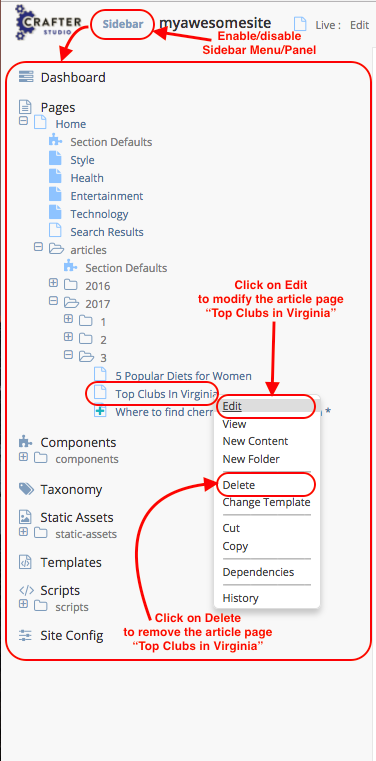 CRAFTER
STUDIO
Sidebar
myawesomesite
Live :
Edit
Enable/disable
Sidebar Menu/Panel
Dashboard
Pages
Home
Section Defaults
Style
Health
Entertainment
Technology
Search Results
articles
Section Defaults
2016
2017
1
2
3
Click on Edit
to modify the article page
“Top Clubs in Virginia”
5 Popular Diets for Women
Top Clubs In Virginia
Where to find cherr
*
Edit
View
New Content
New Folder
Delete
Change Template
Cut
Copy
Dependencies
History
Components
components
Taxonomy
Static Assets
static-assets
Templates
Scripts
scripts
Site Config
Click on Delete
to remove the article page
“Top Clubs in Virginia”